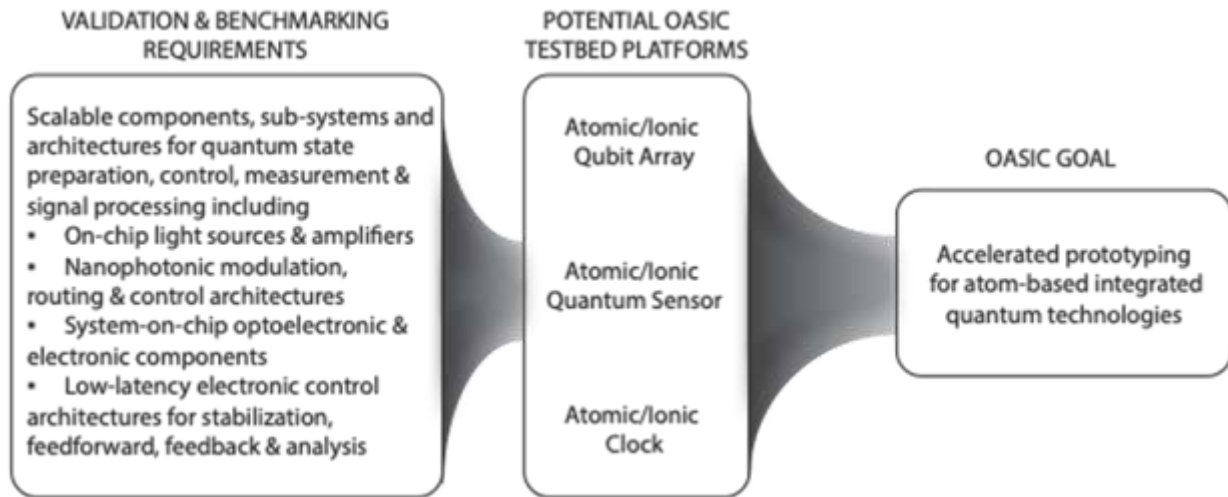 VALIDATION & BENCHMARKING
REQUIREMENTS
Scalable components, sub-systems and
architectures for quantum state
preparation, control, measurement &
signal processing including
▪ On-chip light sources & amplifiers
▪ Nanophotonic modulation,
routing & control architectures
▪ System-on-chip optoelectronic &
electronic components
▪ Low-latency electronic control
architectures for stabilization,
feedforward, feedback & analysis
POTENTIAL OASIC
TESTBED PLATFORMS
Atomic/Ionic
Qubit Array
Atomic/Ionic
Quantum Sensor
Atomic/Ionic
Clock
OASIC GOAL
Accelerated prototyping
for atom-based integrated
quantum technologies